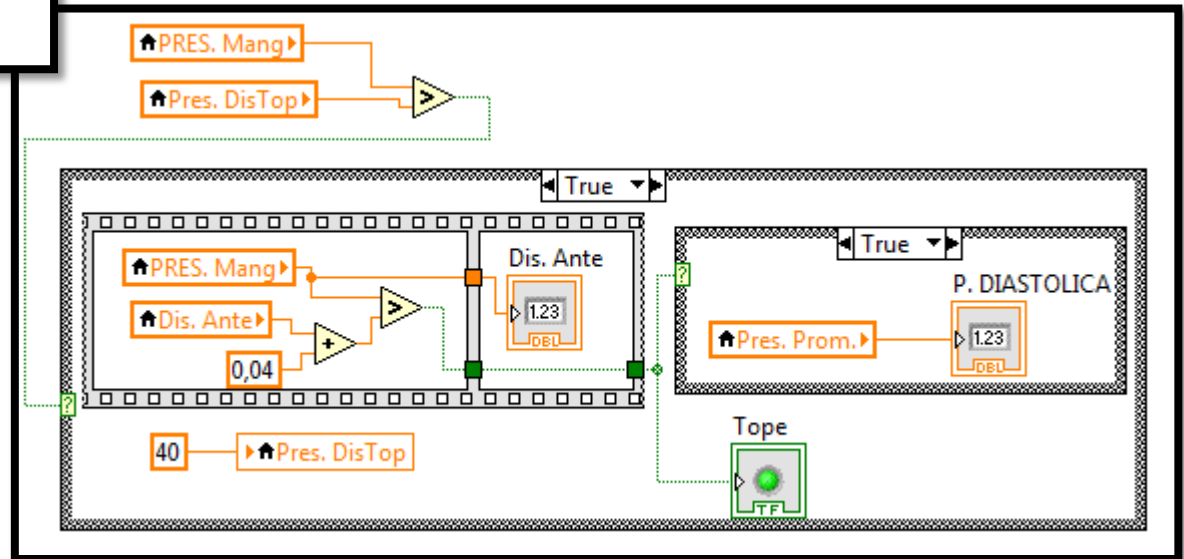 PRES. Mang
Pres. DisTop
>
True
PRES. Mang
Dis. Ante
>
+
0,04
Dis. Ante
1.23
DBL
?
40
Pres. DisTop
True
?
P. DIASTOLICA
Pres. Prom.
1.23
DBL
Tope
TF